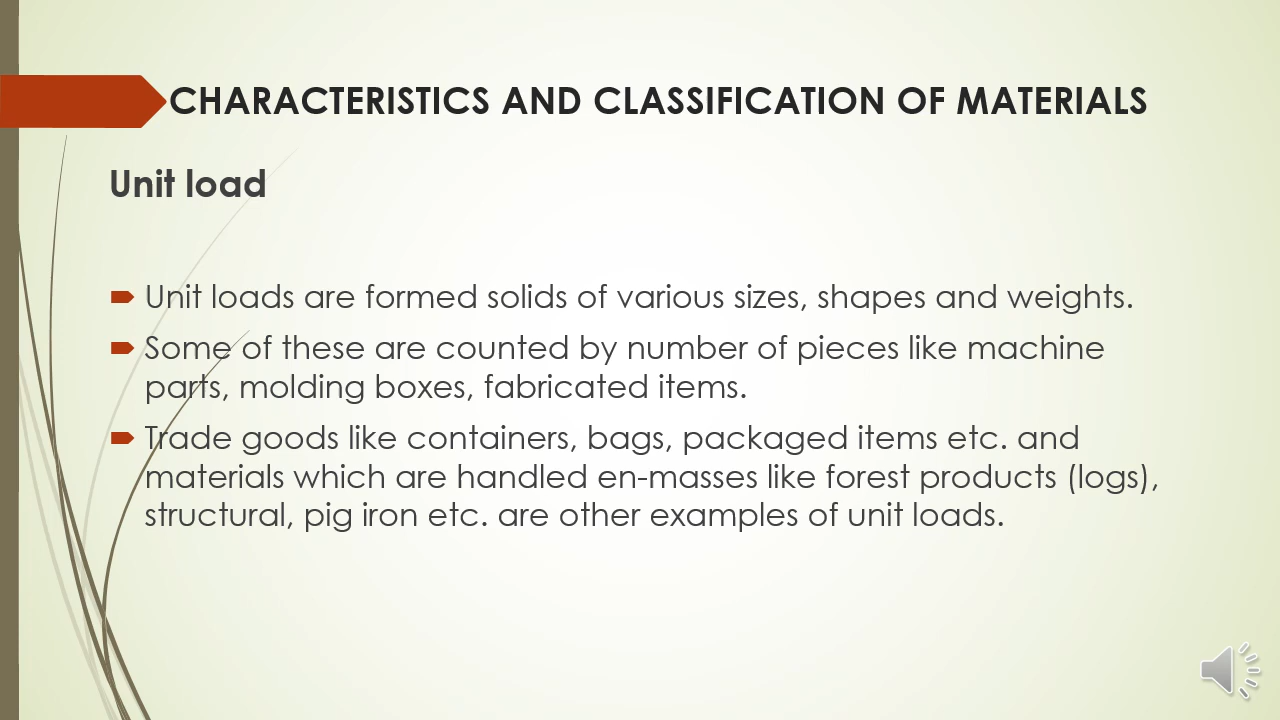 CHARACTERISTICS AND CLASSIFICATION OF MATERIALS
Unit load
Unit loads are formed solids of various sizes, shapes and weights.
Some of these are counted by number of pieces like machine
parts, molding boxes, fabricated items.
Trade goods like containers, bags, packaged items etc. and
materials which are handled en-masses like forest products (logs),
structural, pig iron etc. are other examples of unit loads.